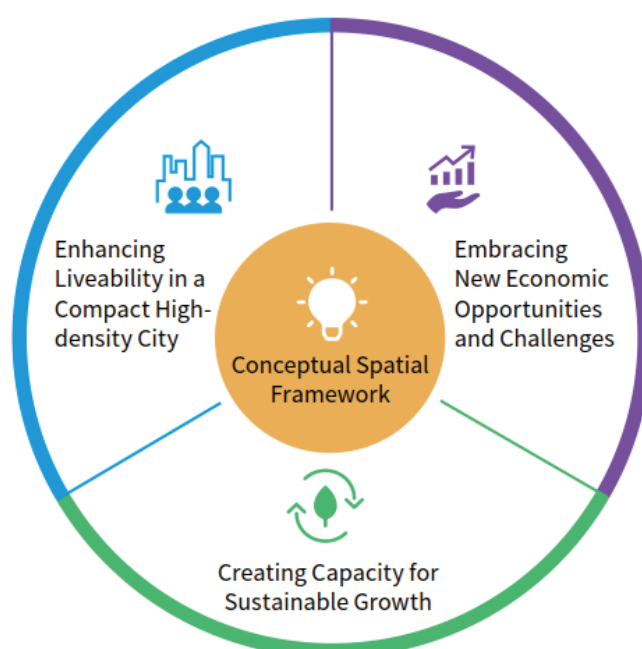 Enhancing
Liveability in a
Compact High-
density City
Embracing
New Economic
Opportunities
and Challenges
Conceptual Spatial
Framework
Creating Capacity for
Sustainable Growth